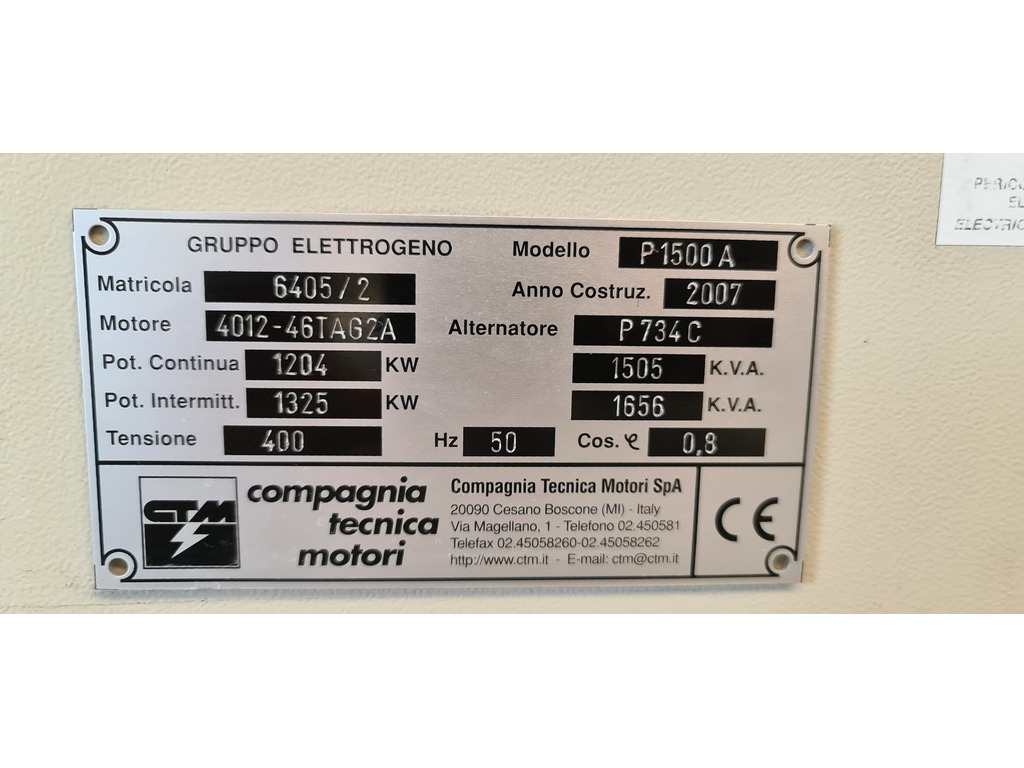 GRUPPO ELETTROGENO Modello P1500 A
Matricola 6405/2 Anno Costruz. 2007
Motore 4012-46TAG2A Alternatore P734C
Pot. Continua 1204 KW 1505 K.V.A.
Pot. Intermitt. 1325 KW 1656 K.V.A.
Tensione 400 Hz 50 Cos. φ 0,8
CTM
compagnia
tecnica
motori
Compagnia Tecnica Motori SpA
20090 Cesano Boscone (MI) - Italy
Via Magellano, 1 - Telefono 02.450581
Telefax 02.45058260-02.45058262
http://www.ctm.it - E-mail: ctm@ctm.it
CE